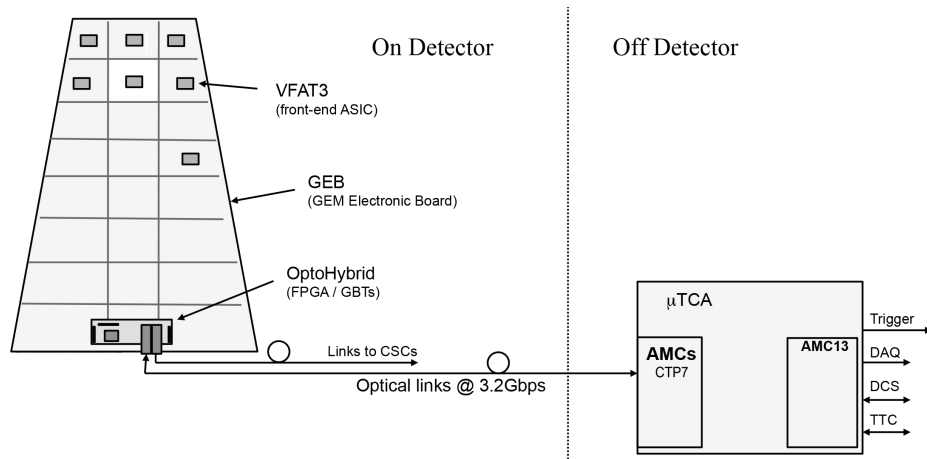 On Detector
Off Detector
VFAT3
(front-end ASIC)
GEB
(GEM Electronic Board)
OptoHybrid
(FPGA / GBTs)
Links to CSCs
Optical links @ 3.2Gbps
μTCA
AMCs
CTP7
AMC13
Trigger
DAQ
DCS
TTC